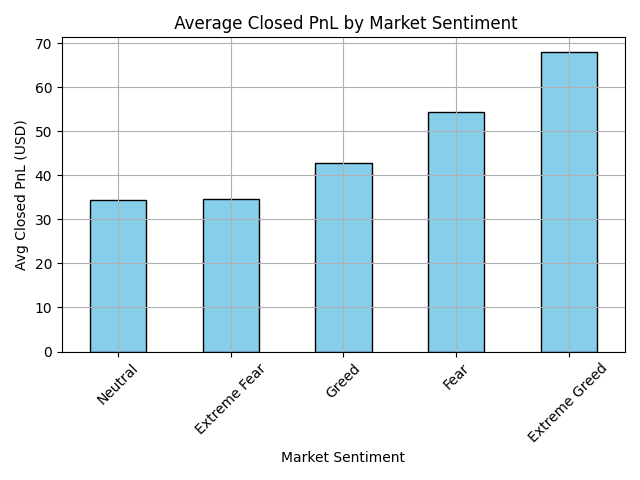 Average Closed PnL by Market Sentiment
70
60
50
40
30
20
10
0
Avg Closed PnL (USD)
Neutral
Extreme Fear
Greed
Fear
Extreme Greed
Market Sentiment